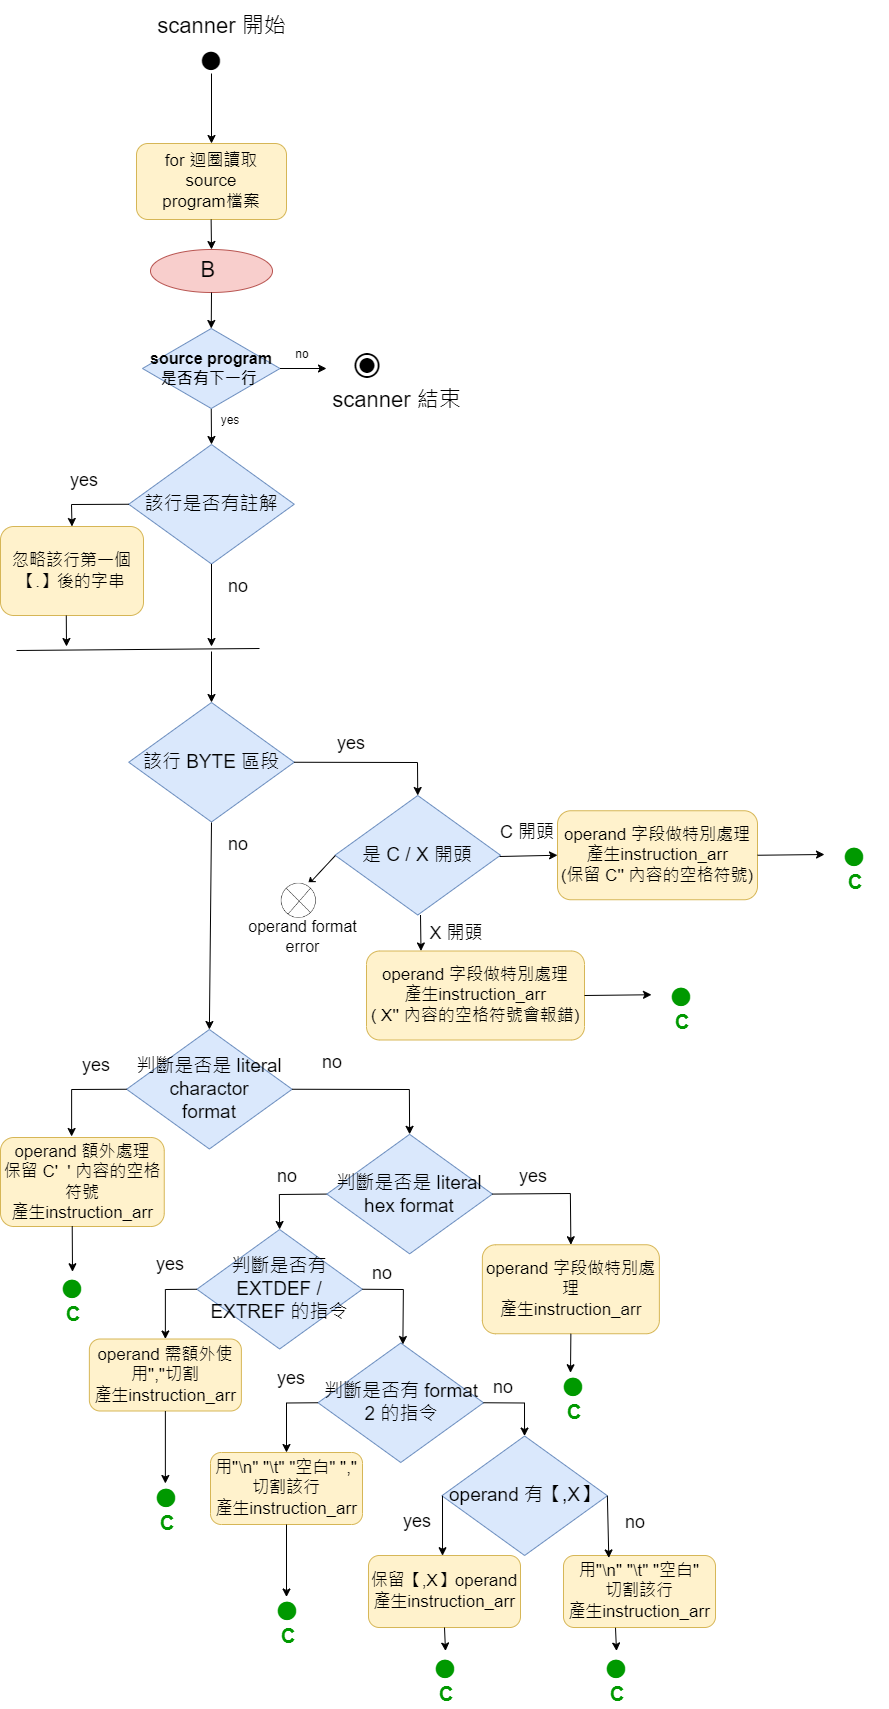 scanner 開始
for 迴圈讀取
source
program檔案
B
source program
是否有下一行
no
scanner 結束
yes
yes
該行是否有註解
忽略該行第一個
【.】後的字串
no
yes
該行 BYTE 區段
no
是 C / X 開頭
C 開頭
operand 字段做特別處理
產生instruction_arr
(保留 C" 內容的空格符號)
C
operand format
error
X 開頭
operand 字段做特別處理
產生instruction_arr
( X" 內容的空格符號會報錯)
C
yes
判斷是否是 literal
charactor
format
no
operand 額外處理
保留 C' ' 內容的空格
符號
產生instruction_arr
C
no
判斷是否是 literal
hex format
yes
operand 字段做特別處
理
產生instruction_arr
C
yes
判斷是否有
EXTDEF /
EXTREF 的指令
no
operand 需額外使
用","切割
產生instruction_arr
C
yes
判斷是否有 format
2 的指令
no
用"\n" "\t" "空白" ","
切割該行
產生instruction_arr
C
operand 有【,X】
yes
no
保留【,X】operand
產生instruction_arr
C
用"\n" "\t" "空白"
切割該行
產生instruction_arr
C